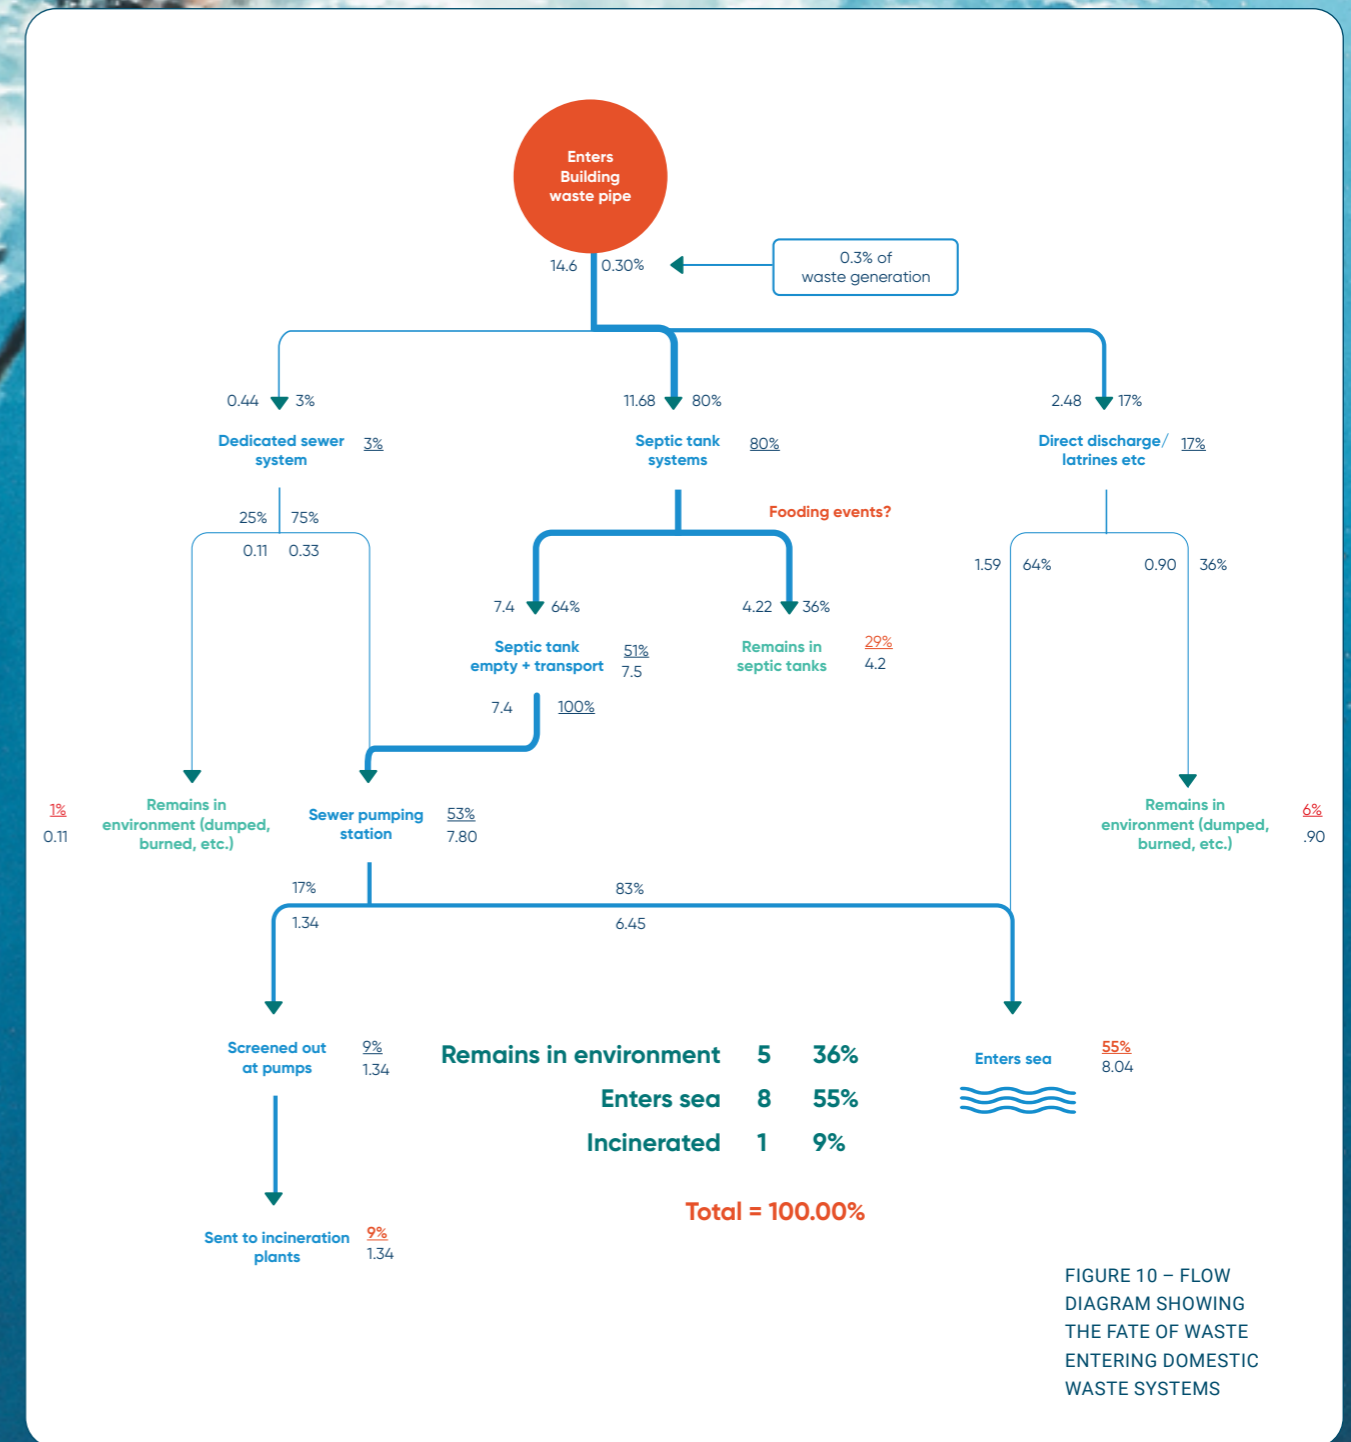 Enters
Building
waste pipe
14.6 0.30%
0.3% of
waste generation
0.44 3%
11.68 80%
2.48 17%
Dedicated sewer
system
3%
Septic tank
systems
80%
Direct discharge/
latrines etc
17%
Fooding events?
25% 75%
0.11 0.33
1.59 64%
0.90 36%
7.4 64%
4.22 36%
Septic tank
empty + transport
51%
7.5
Remains in
septic tanks
29%
4.2
7.4 100%
1%
0.11
Remains in
environment (dumped,
burned, etc.)
Sewer pumping
station
53%
7.80
Remains in
environment (dumped,
burned, etc.)
6%
.90
17% 83%
1.34 6.45
Screened out
at pumps
9%
1.34
Remains in environment 5 36%
Enters sea 8 55%
Incinerated 1 9%
Total = 100.00%
Enters sea
55%
8.04
Sent to incineration
plants
9%
1.34
FIGURE 10 – FLOW
DIAGRAM SHOWING
THE FATE OF WASTE
ENTERING DOMESTIC
WASTE SYSTEMS